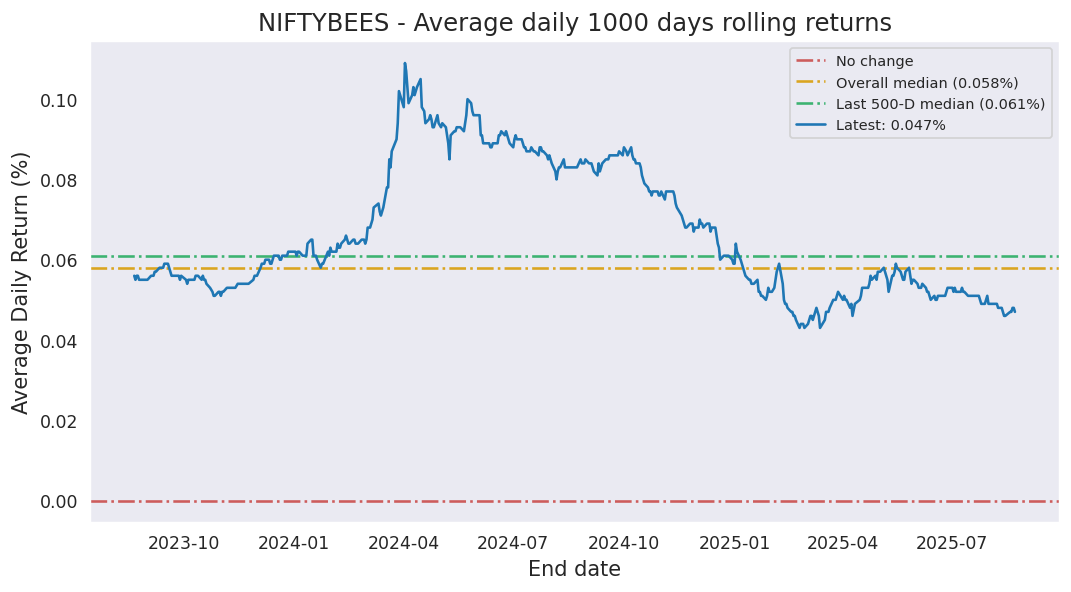 NIFTYBEES - Average daily 1000 days rolling returns
No change
Overall median (0.058%)
Last 500-D median (0.061%)
Latest: 0.047%
Average Daily Return (%)
0.10
0.08
0.06
0.04
0.02
0.00
2023-10 2024-01 2024-04 2024-07 2024-10 2025-01 2025-04 2025-07
End date